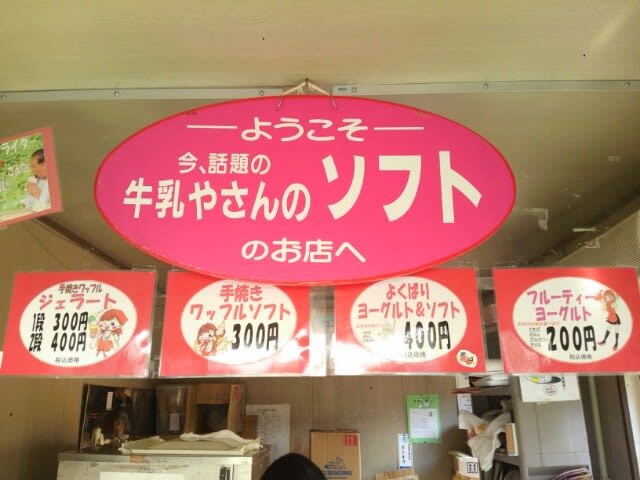 ようこそ
今、話題の
牛乳やさんの ソフト
のお店へ
ライター
手焼きワッフル
ジェラート
1段 300円
2段 400円
税込価格
手焼き
ワッフルソフト
300円
よくばり
ヨーグルト&ソフト
400円
税込価格
フルーティー
ヨーグルト
200円
税込価格